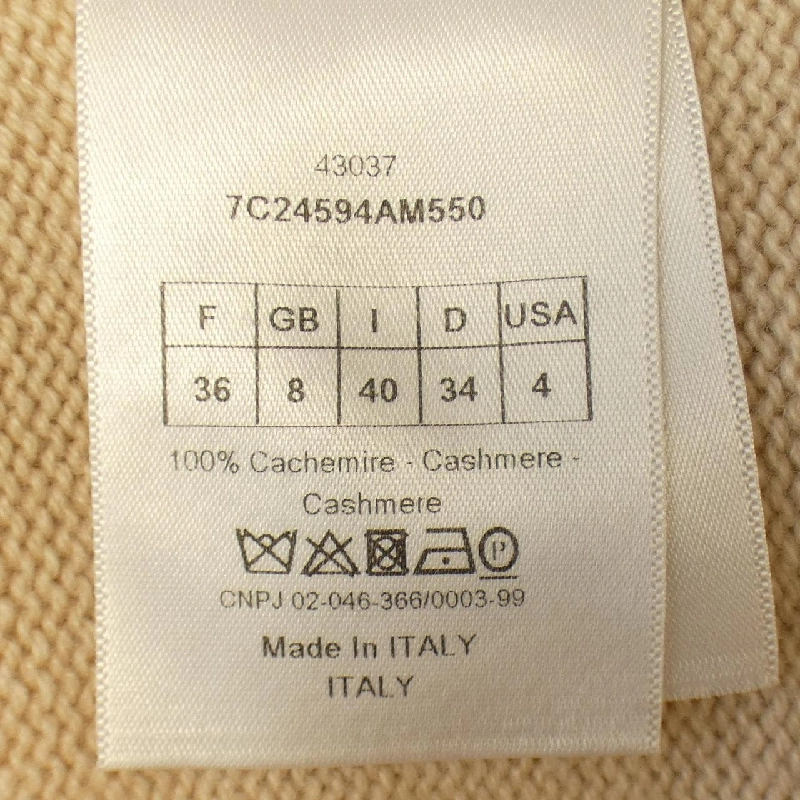 43037
7C24594AM550
F GB I D USA
36 8 40 34 4
100% Cachemire - Cashmere -
Cashmere
P
CNPJ 02-046-366/0003-99
Made In ITALY
ITALY